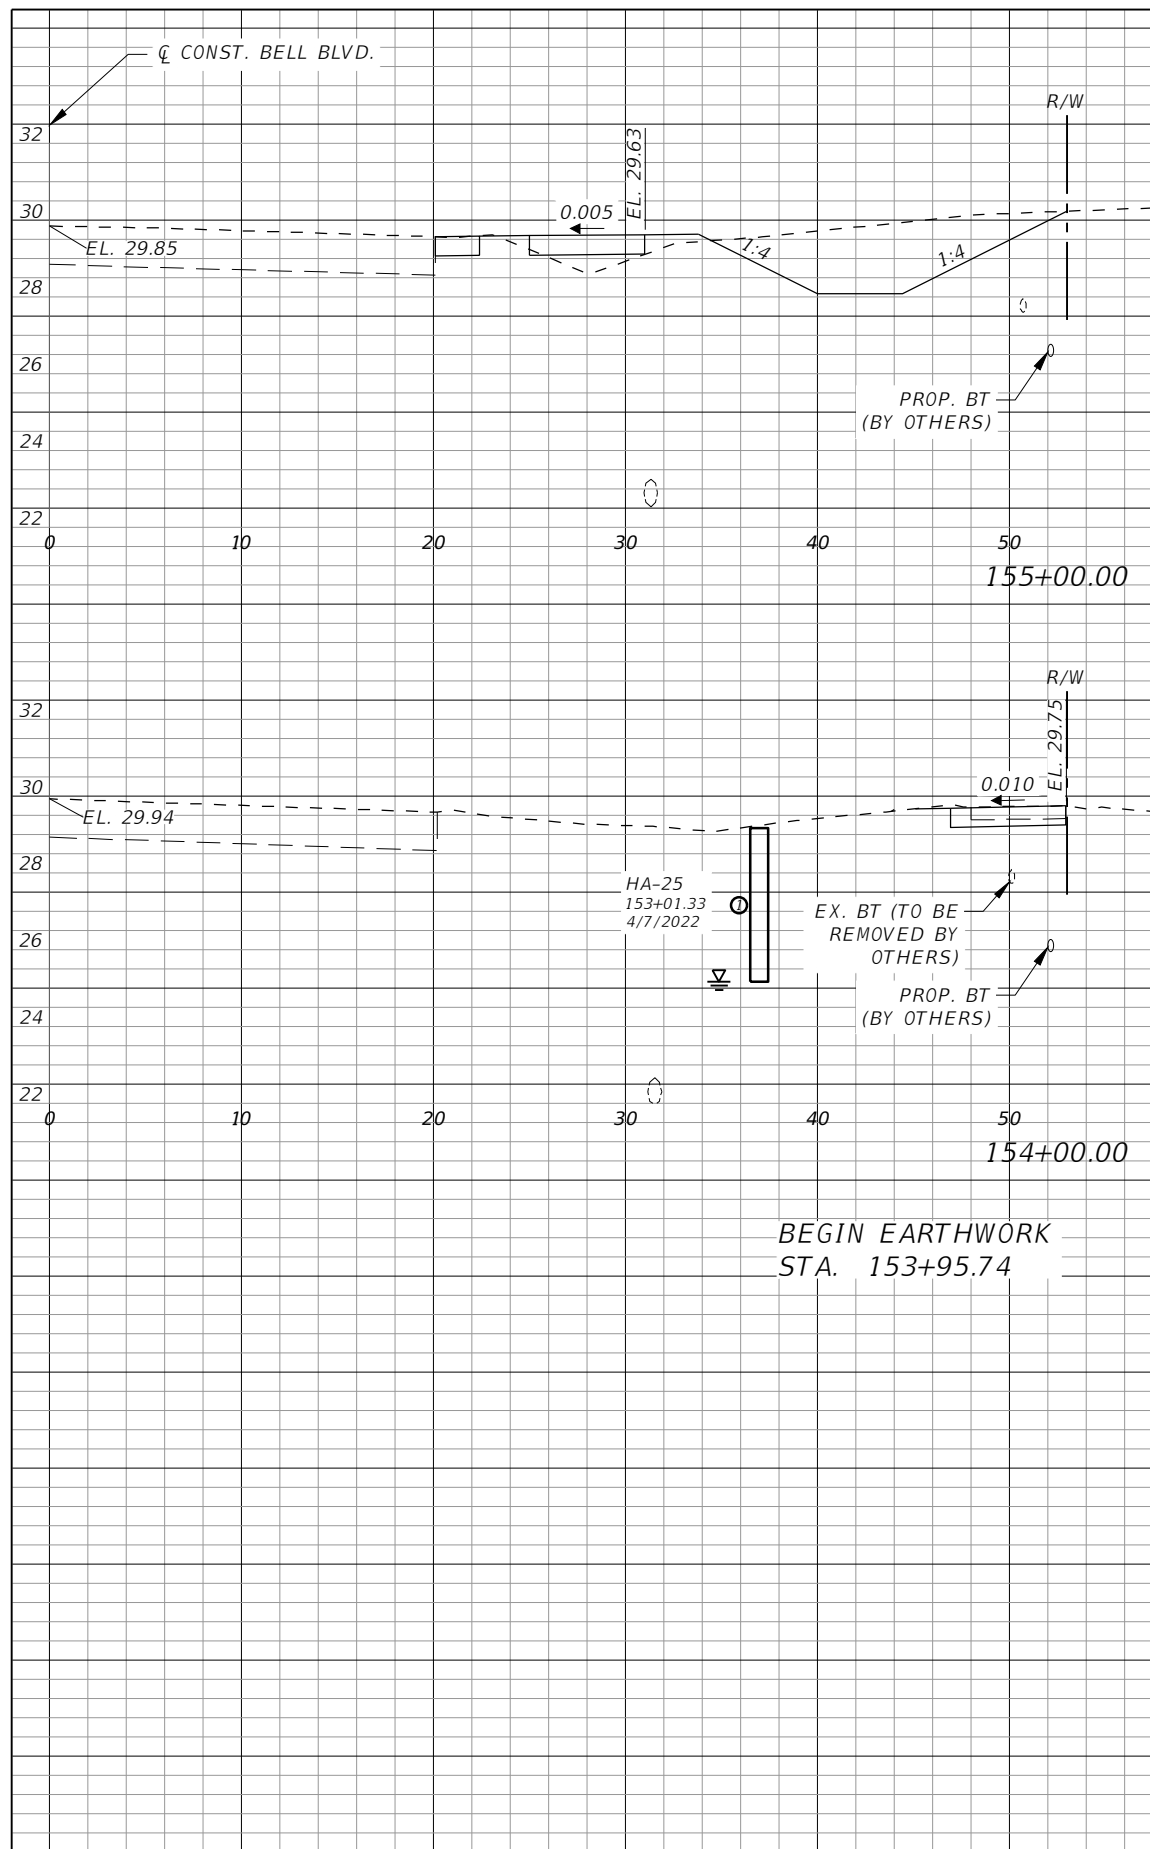 ℄ CONST. BELL BLVD.
R/W
32
EL. 29.63
0.005
30
EL. 29.85
1:4
1:4
28
26
PROP. BT
(BY OTHERS)
24
22
0 10 20 30 40 50
155+00.00
R/W
32
EL. 29.75
0.010
30
EL. 29.94
28
HA-25
153+01.33
4/7/2022
1
EX. BT (TO BE
REMOVED BY
OTHERS)
26
PROP. BT
(BY OTHERS)
24
22
0 10 20 30 40 50
154+00.00
BEGIN EARTHWORK
STA. 153+95.74